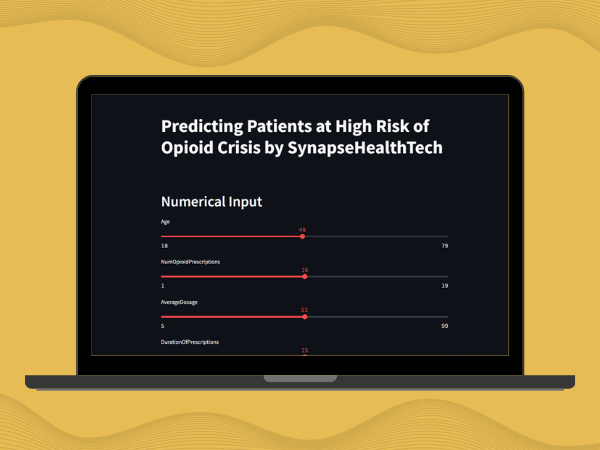 Predicting Patients at High Risk of
Opioid Crisis by SynapseHealthTech
Numerical Input
Age
48
18 79
NumOpioidPrescriptions
10
1 19
AverageDosage
52
5 99
DurationOfPrescriptions
15